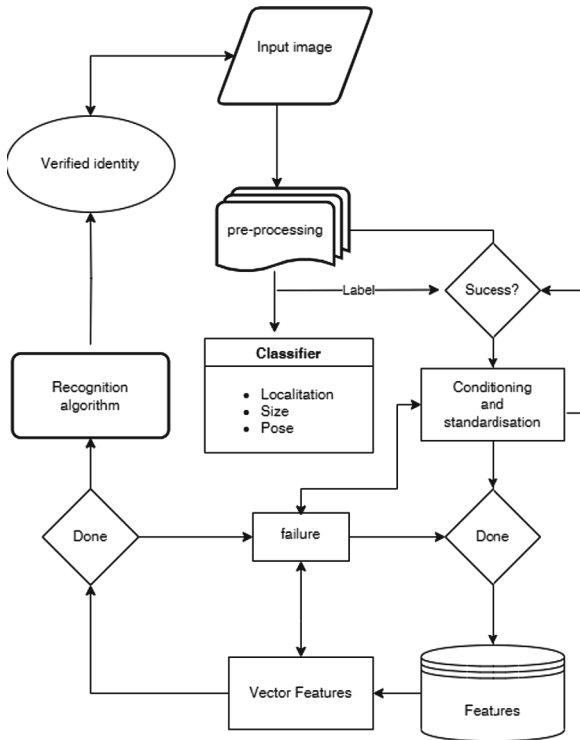 Input image
Verified identity
pre-processing
Label
Sucess?
Classifier
Localitation
Size
Pose
Recognition
algorithm
Conditioning
and
standardisation
Done
failure
Done
Vector Features
Features